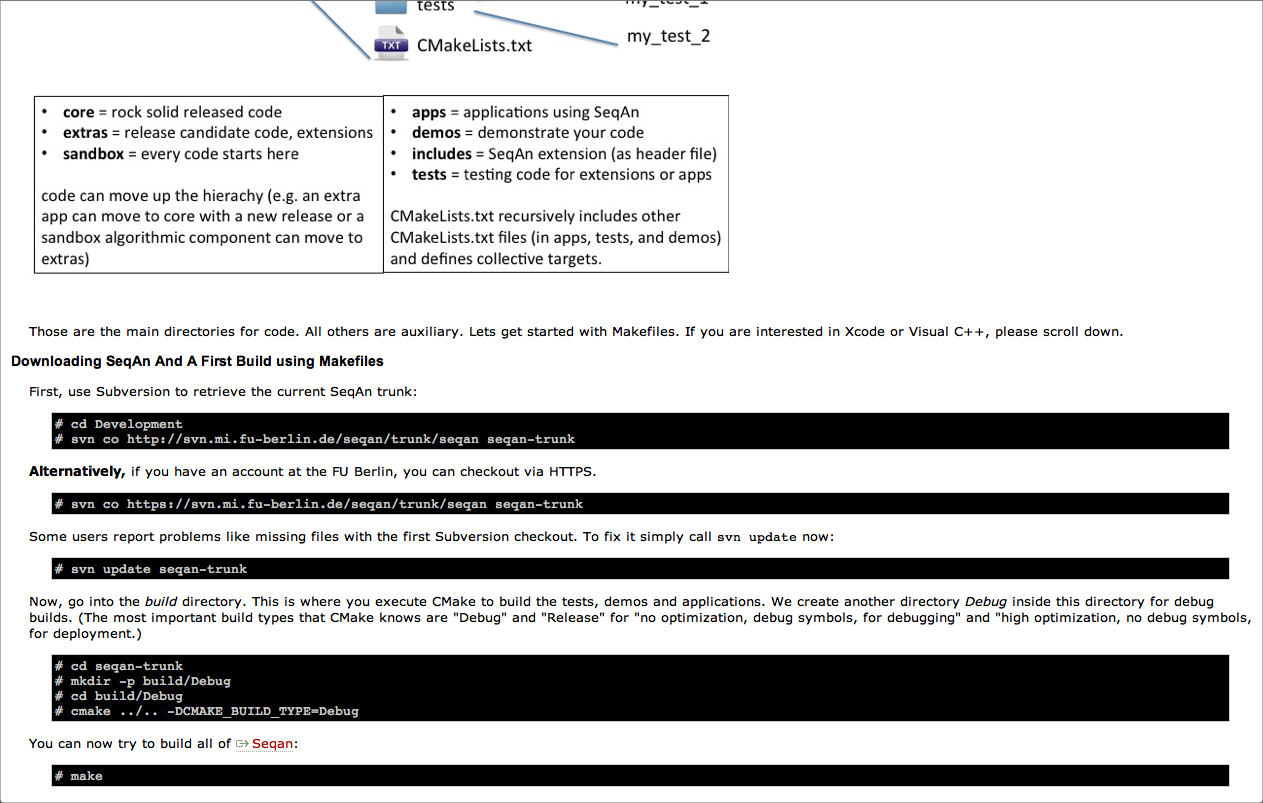 tests
my_test_1
TXT
CMakeLists.txt
my_test_2
• core = rock solid released code
• extras = release candidate code, extensions
• sandbox = every code starts here
code can move up the hierachy (e.g. an extra
app can move to core with a new release or a
sandbox algorithmic component can move to
extras)
• apps = applications using SeqAn
• demos = demonstrate your code
• includes = SeqAn extension (as header file)
• tests = testing code for extensions or apps
CMakeLists.txt recursively includes other
CMakeLists.txt files (in apps, tests, and demos)
and defines collective targets.
Those are the main directories for code. All others are auxiliary. Lets get started with Makefiles. If you are interested in Xcode or Visual C++, please scroll down.
Downloading SeqAn And A First Build using Makefiles
First, use Subversion to retrieve the current SeqAn trunk:
# cd Development
# svn co http://svn.mi.fu-berlin.de/seqan/trunk/seqan seqan-trunk
Alternatively, if you have an account at the FU Berlin, you can checkout via HTTPS.
# svn co https://svn.mi.fu-berlin.de/seqan/trunk/seqan seqan-trunk
Some users report problems like missing files with the first Subversion checkout. To fix it simply call svn update now:
# svn update seqan-trunk
Now, go into the build directory. This is where you execute CMake to build the tests, demos and applications. We create another directory Debug inside this directory for debug
builds. (The most important build types that CMake knows are "Debug" and "Release" for "no optimization, debug symbols, for debugging" and "high optimization, no debug symbols,
for deployment.)
# cd seqan-trunk
# mkdir -p build/Debug
# cd build/Debug
# cmake ../.. -DCMAKE_BUILD_TYPE=Debug
You can now try to build all of Seqan:
# make